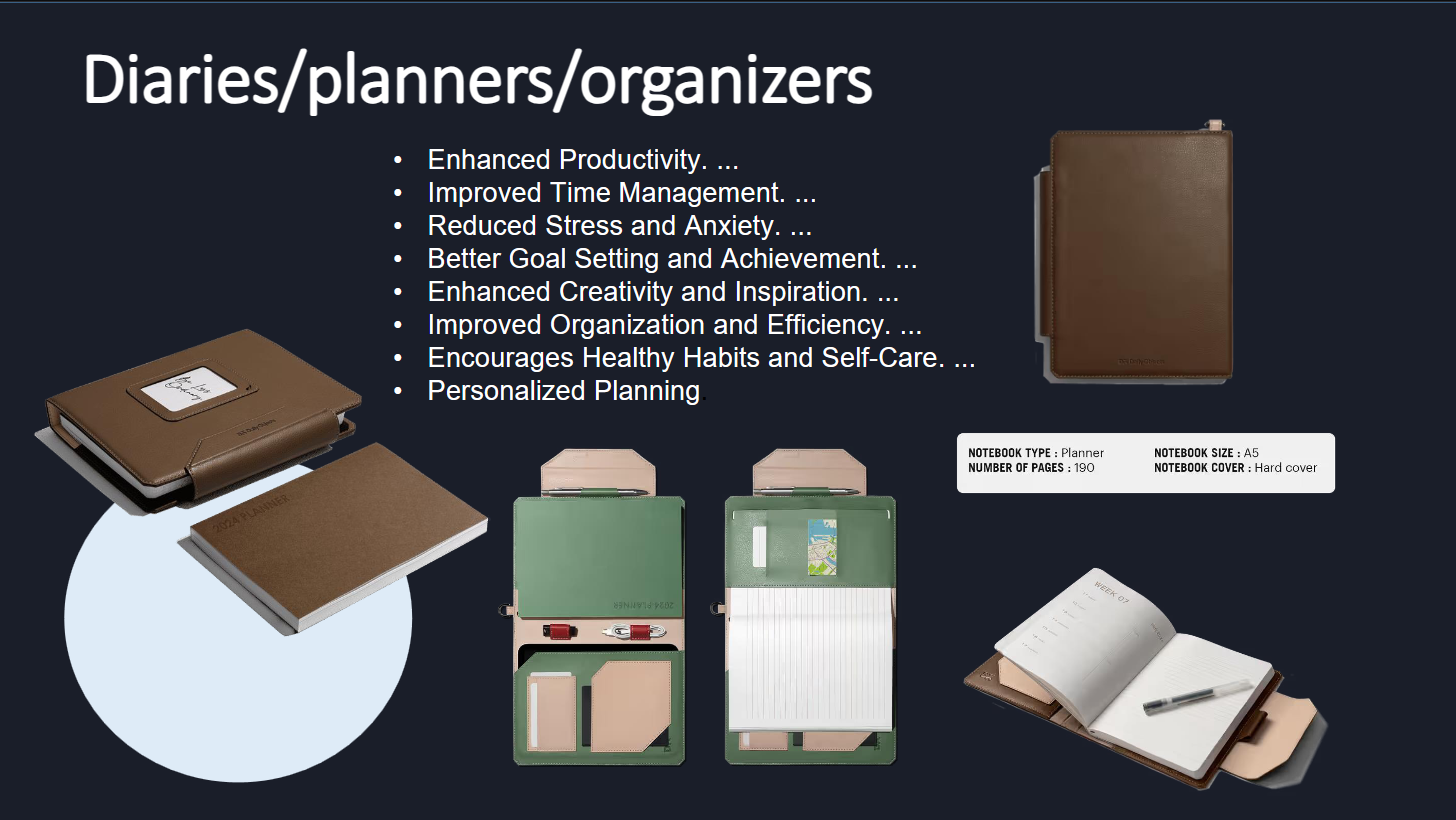 Diaries/planners/organizers
• Enhanced Productivity. ...
• Improved Time Management. ...
• Reduced Stress and Anxiety. ...
• Better Goal Setting and Achievement. ...
• Enhanced Creativity and Inspiration. ...
• Improved Organization and Efficiency. ...
• Encourages Healthy Habits and Self-Care. ...
• Personalized Planning.
2024 PLANNER
2024 PLANNER
NOTEBOOK TYPE : Planner NOTEBOOK SIZE : A5
NUMBER OF PAGES : 190 NOTEBOOK COVER : Hard cover
WEEK 07